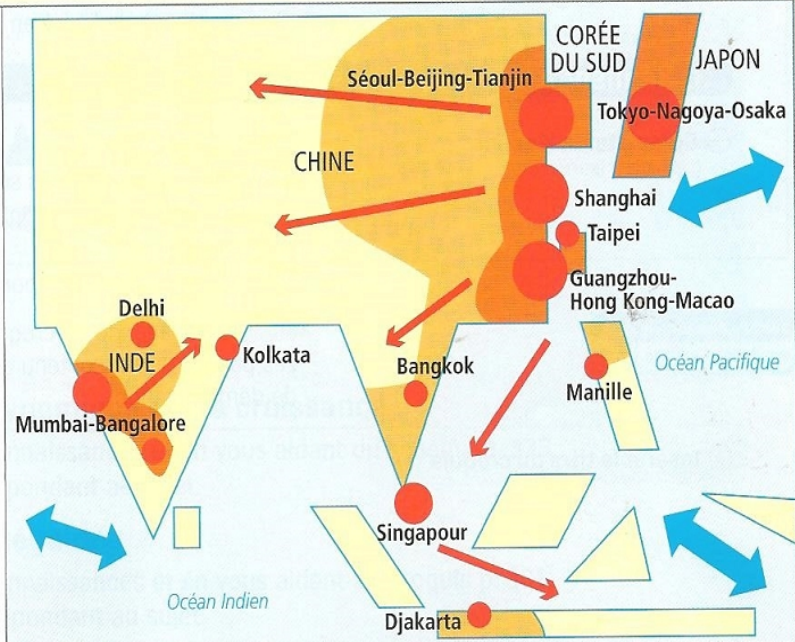 CORÉE
DU SUD
JAPON
Séoul-Beijing-Tianjin
Tokyo-Nagoya-Osaka
CHINE
Shanghai
Taipei
Guangzhou-
Hong Kong-Macao
Delhi
INDE
Kolkata
Bangkok
Manille
Océan Pacifique
Mumbai-Bangalore
Singapour
Océan Indien
Djakarta